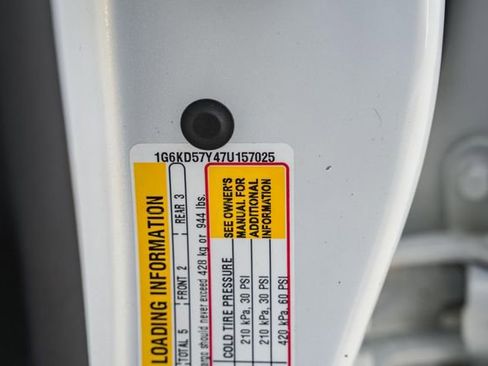 1G6KD57Y47U157025
LOADING INFORMATION
TOTAL 5 | FRONT 2 | REAR 3
should never exceed 428 kg or 944 lbs.
COLD TIRE PRESSURE
210 kPa, 30 PSI
210 kPa, 30 PSI
420 kPa, 60 PSI
SEE OWNER'S
MANUAL FOR
ADDITIONAL
INFORMATION